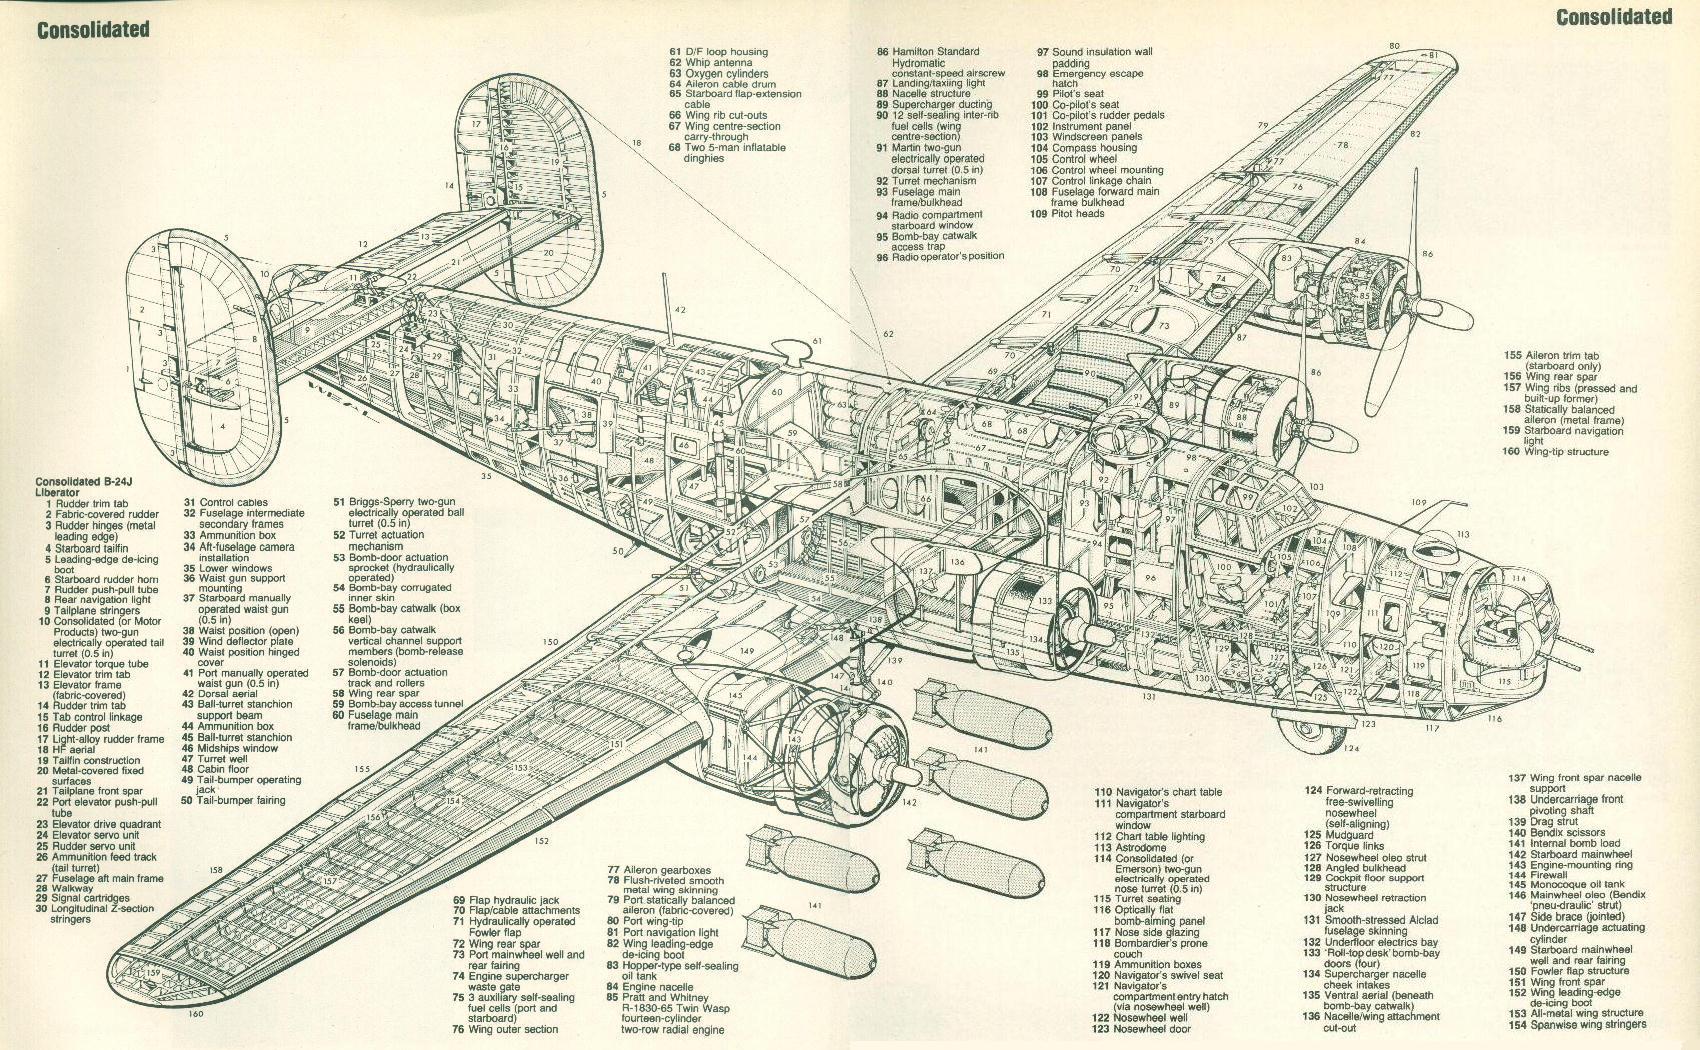 Consolidated
Consolidated
61 D/F loop housing
62 Whip antenna
63 Oxygen cylinders
64 Aileron cable drum
65 Starboard flap-extension
cable
66 Wing rib cut-outs
67 Wing centre-section
carry-through
68 Two 5-man inflatable
dinghies
86 Hamilton Standard
Hydromatic
constant-speed airscrew
87 Landing/taxiing light
88 Nacelle structure
89 Supercharger ducting
90 12 self-sealing inter-rib
fuel cells (wing
centre-section)
91 Martin two-gun
electrically operated
dorsal turret (0.5 in)
92 Turret mechanism
93 Fuselage main
frame/bulkhead
94 Radio compartment
starboard window
95 Bomb-bay catwalk
access trap
96 Radio operator's position
97 Sound insulation wall
padding
98 Emergency escape
hatch
99 Pilot's seat
100 Co-pilot's seat
101 Co-pilot's rudder pedals
102 Instrument panel
103 Windscreen panels
104 Compass housing
105 Control wheel
106 Control wheel mounting
107 Control linkage chain
108 Fuselage forward main
frame bulkhead
109 Pitot heads
155 Aileron trim tab
(starboard only)
156 Wing rear spar
157 Wing ribs (pressed and
built-up former)
158 Statically balanced
aileron (metal frame)
159 Starboard navigation
light
160 Wing-tip structure
Consolidated B-24J
Liberator
1 Rudder trim tab
2 Fabric-covered rudder
3 Rudder hinges (metal
leading edge)
4 Starboard tailfin
5 Leading-edge de-icing
boot
6 Starboard rudder horn
7 Rudder push-pull tube
8 Rear navigation light
9 Tailplane stringers
10 Consolidated (or Motor
Products) two-gun
electrically operated tail
turret (0.5 in)
11 Elevator torque tube
12 Elevator trim tab
13 Elevator frame
(fabric-covered)
14 Rudder trim tab
15 Tab control linkage
16 Rudder post
17 Light-alloy rudder frame
18 HF aerial
19 Tailfin construction
20 Metal-covered fixed
surfaces
21 Tailplane front spar
22 Port elevator push-pull
tube
23 Elevator drive quadrant
24 Elevator servo unit
25 Rudder servo unit
26 Ammunition feed track
(tail turret)
27 Fuselage aft main frame
28 Walkway
29 Signal cartridges
30 Longitudinal Z-section
stringers
31 Control cables
32 Fuselage intermediate
secondary frames
33 Ammunition box
34 Aft-fuselage camera
installation
35 Lower windows
36 Waist gun support
mounting
37 Starboard manually
operated waist gun
(0.5 in)
38 Waist position (open)
39 Wind deflector plate
40 Waist position hinged
cover
41 Port manually operated
waist gun (0.5 in)
42 Dorsal aerial
43 Ball-turret stanchion
support beam
44 Ammunition box
45 Ball-turret stanchion
46 Midships window
47 Turret well
48 Cabin floor
49 Tail-bumper operating
jack
50 Tail-bumper fairing
51 Briggs-Sperry two-gun
electrically operated ball
turret (0.5 in)
52 Turret actuation
mechanism
53 Bomb-door actuation
sprocket (hydraulically
operated)
54 Bomb-bay corrugated
inner skin
55 Bomb-bay catwalk (box
keel)
56 Bomb-bay catwalk
vertical channel support
members (bomb-release
solenoids)
57 Bomb-door actuation
track and rollers
58 Wing rear spar
59 Bomb-bay access tunnel
60 Fuselage main
frame/bulkhead
69 Flap hydraulic jack
70 Flap/cable attachments
71 Hydraulically operated
Fowler flap
72 Wing rear spar
73 Port mainwheel well and
rear fairing
74 Engine supercharger
waste gate
75 3 auxiliary self-sealing
fuel cells (port and
starboard)
76 Wing outer section
77 Aileron gearboxes
78 Flush-riveted smooth
metal wing skinning
79 Port statically balanced
aileron (fabric-covered)
80 Port wing-tip
81 Port navigation light
82 Wing leading-edge
de-icing boot
83 Hopper-type self-sealing
oil tank
84 Engine nacelle
85 Pratt and Whitney
R-1830-65 Twin Wasp
fourteen-cylinder
two-row radial engine
110 Navigator's chart table
111 Navigator's
compartment starboard
window
112 Chart table lighting
113 Astrodome
114 Consolidated (or
Emerson) two-gun
electrically operated
nose turret (0.5 in)
115 Turret seating
116 Optically flat
bomb-aiming panel
117 Nose side glazing
118 Bombardier's prone
couch
119 Ammunition boxes
120 Navigator's swivel seat
121 Navigator's
compartment entry hatch
(via nosewheel well)
122 Nosewheel well
123 Nosewheel door
124 Forward-retracting
free-swivelling
nosewheel
(self-aligning)
125 Mudguard
126 Torque links
127 Nosewheel oleo strut
128 Angled bulkhead
129 Cockpit floor support
structure
130 Nosewheel retraction
jack
131 Smooth-stressed Alclad
fuselage skinning
132 Underfloor electrics bay
133 'Roll-top desk' bomb-bay
doors (four)
134 Supercharger nacelle
cheek intakes
135 Ventral aerial (beneath
bomb-bay catwalk)
136 Nacelle/wing attachment
cut-out
137 Wing front spar nacelle
support
138 Undercarriage front
pivoting shaft
139 Drag strut
140 Bendix scissors
141 Internal bomb load
142 Starboard mainwheel
143 Engine-mounting ring
144 Firewall
145 Monocoque oil tank
146 Mainwheel oleo (Bendix
'pneu-draulic' strut)
147 Side brace (jointed)
148 Undercarriage actuating
cylinder
149 Starboard mainwheel
well and rear fairing
150 Fowler flap structure
151 Wing front spar
152 Wing leading-edge
de-icing boot
153 All-metal wing structure
154 Spanwise wing stringers